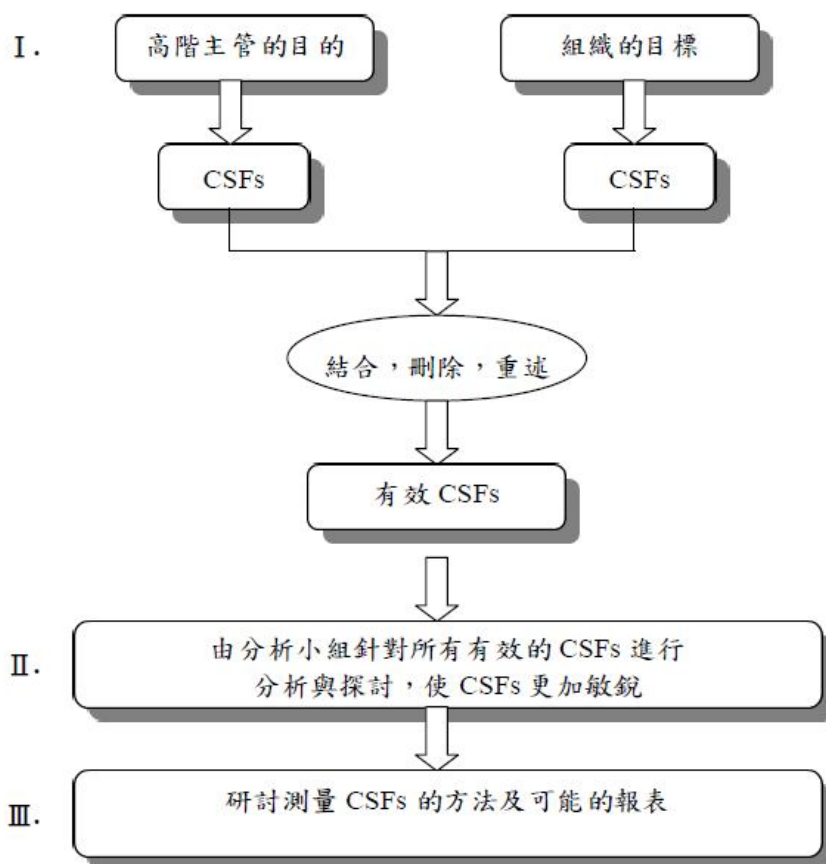 I.
高階主管的目的
組織的目標
CSFs
CSFs
結合，刪除，重述
有效 CSFs
II.
由分析小組針對所有有效的 CSFs 進行
分析與探討，使 CSFs 更加敏銳
III.
研討測量 CSFs 的方法及可能的報表